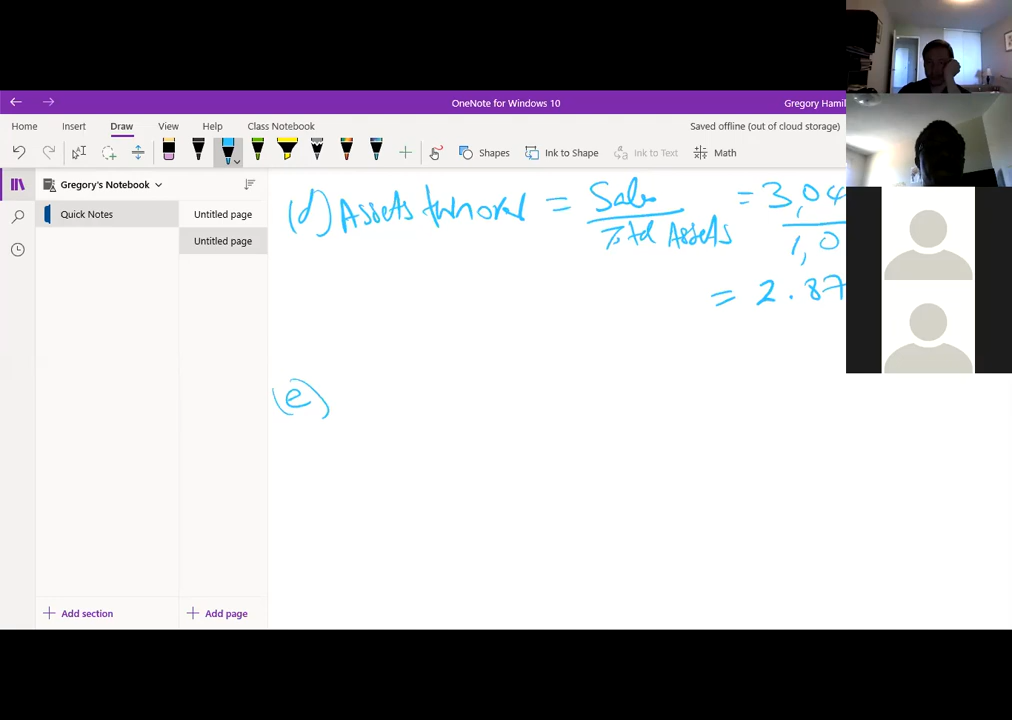 OneNote for Windows 10
Gregory Hamil
Home Insert Draw View Help Class Notebook
Saved offline (out of cloud storage)
Shapes Ink to Shape Ink to Text Math
Gregory's Notebook
Quick Notes
Untitled page
Untitled page
(d) Assets turnover = Sales = 3,04
Total Assets 1,0
= 2.87
(e)
Add section
Add page